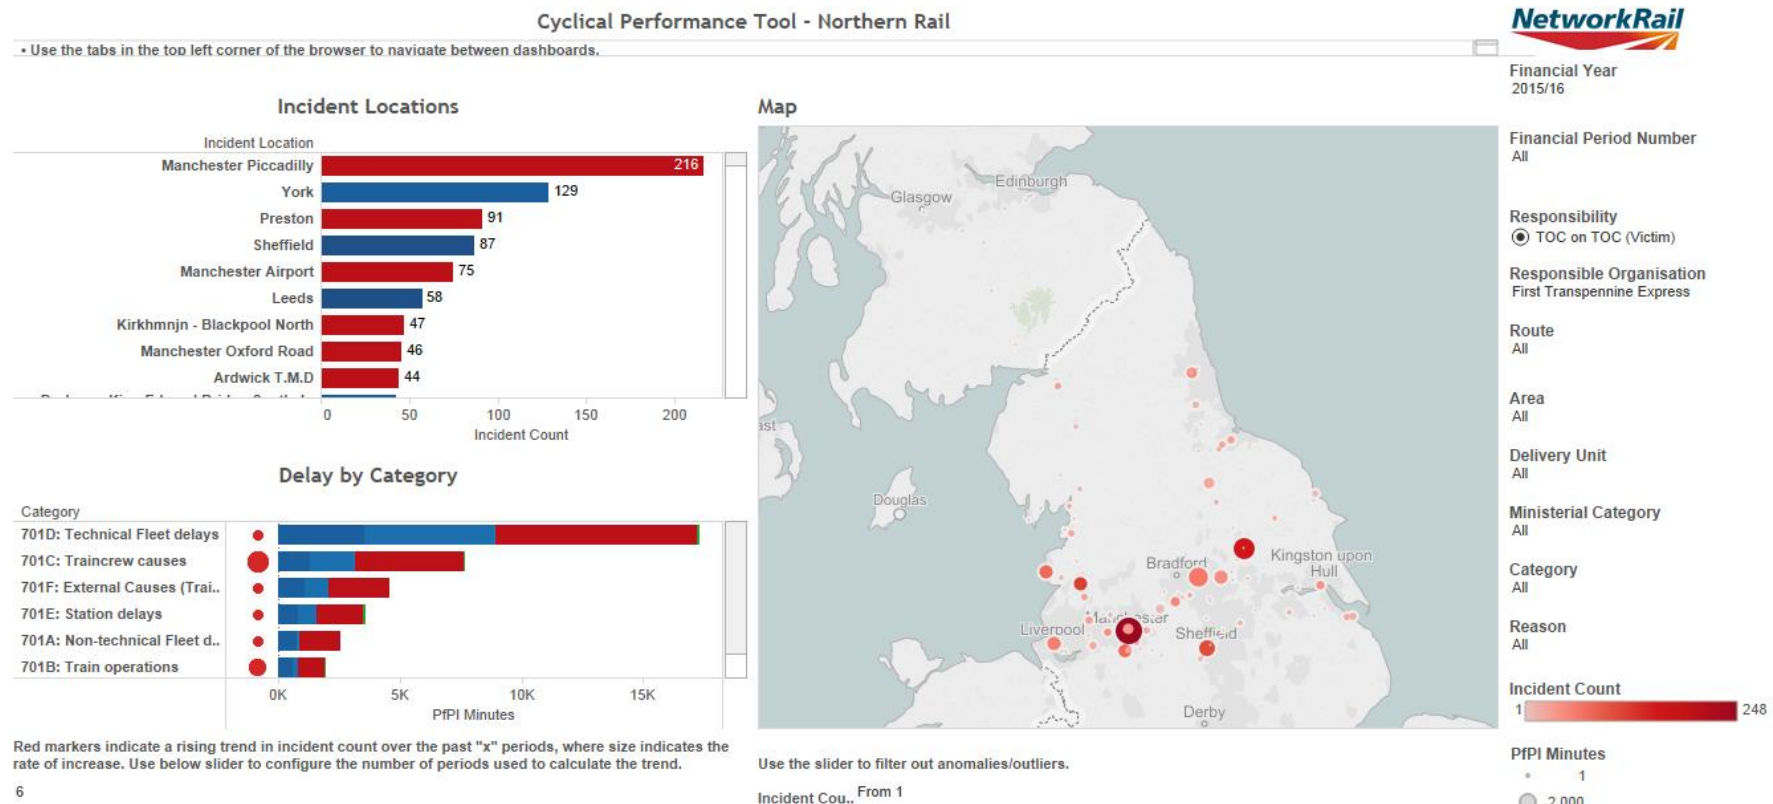 Cyclical Performance Tool - Northern Rail
NetworkRail
• Use the tabs in the top left corner of the browser to navigate between dashboards.
Financial Year
2015/16
Financial Period Number
All
Responsibility
TOC on TOC (Victim)
Responsible Organisation
First Transpennine Express
Route
All
Area
All
Delivery Unit
All
Ministerial Category
All
Category
All
Reason
All
Incident Count
1 248
PfPI Minutes
1
2,000
Incident Locations
Incident Location
Manchester Piccadilly 216
York 129
Preston 91
Sheffield 87
Manchester Airport 75
Leeds 58
Kirkhmnjn - Blackpool North 47
Manchester Oxford Road 46
Ardwick T.M.D 44
0 50 100 150 200
Incident Count
Delay by Category
Category
701D: Technical Fleet delays
701C: Traincrew causes
701F: External Causes (Trai..
701E: Station delays
701A: Non-technical Fleet d..
701B: Train operations
0K 5K 10K 15K
PfPI Minutes
Red markers indicate a rising trend in incident count over the past "x" periods, where size indicates the
rate of increase. Use below slider to configure the number of periods used to calculate the trend.
6
Map
Edinburgh
Glasgow
ast
Douglas
Bradford
Kingston upon
Hull
Manchester
Liverpool
Sheffield
Derby
Use the slider to filter out anomalies/outliers.
Incident Cou.. From 1